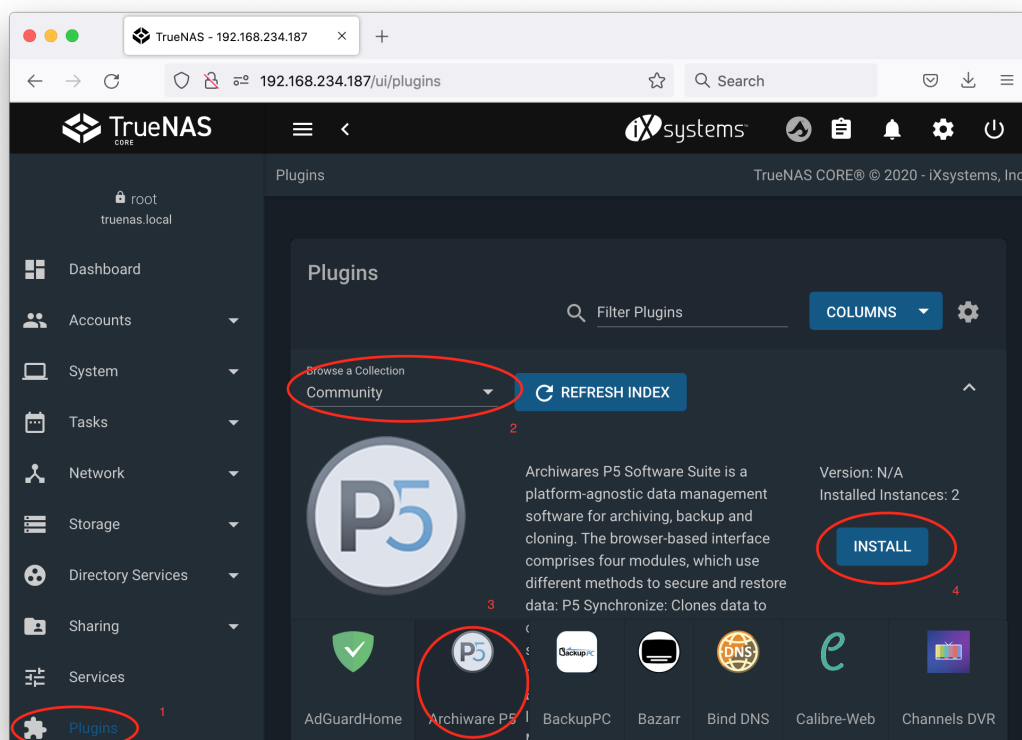 TrueNAS - 192.168.234.187
192.168.234.187/ui/plugins
Search
TrueNAS
CORE
iX systems
Plugins
TrueNAS CORE® © 2020 - iXsystems, Inc
root
truenas.local
Dashboard
Accounts
System
Tasks
Network
Storage
Directory Services
Sharing
Services
Plugins
1
Plugins
Filter Plugins
COLUMNS
Browse a Collection
Community
REFRESH INDEX
2
P5
Archiwares P5 Software Suite is a
platform-agnostic data management
software for archiving, backup and
cloning. The browser-based interface
comprises four modules, which use
different methods to secure and restore
data: P5 Synchronize: Clones data to
Version: N/A
Installed Instances: 2
INSTALL
4
3
P5
BackupPC
DNS
AdGuardHome
Archiware P5
BackupPC
Bazarr
Bind DNS
Calibre-Web
Channels DVR